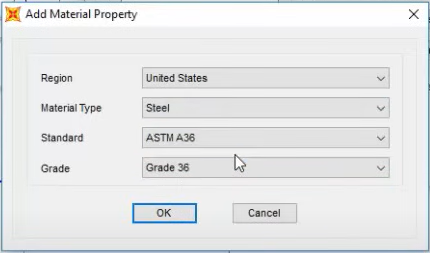 Add Material Property
Region United States
Material Type Steel
Standard ASTM A36
Grade Grade 36
OK Cancel